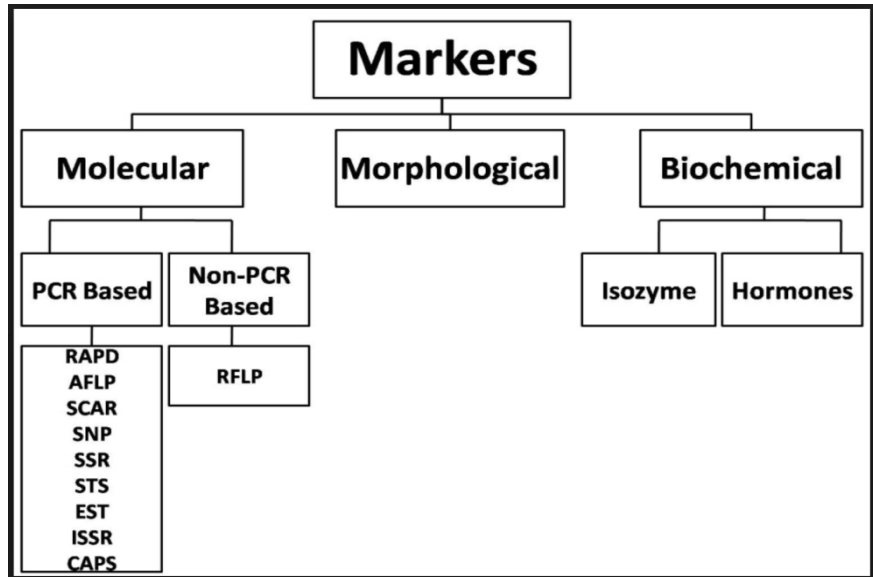 Markers
Molecular
Morphological
Biochemical
PCR Based
Non-PCR
Based
Isozyme
Hormones
RAPD
AFLP
SCAR
SNP
SSR
STS
EST
ISSR
CAPS
RFLP